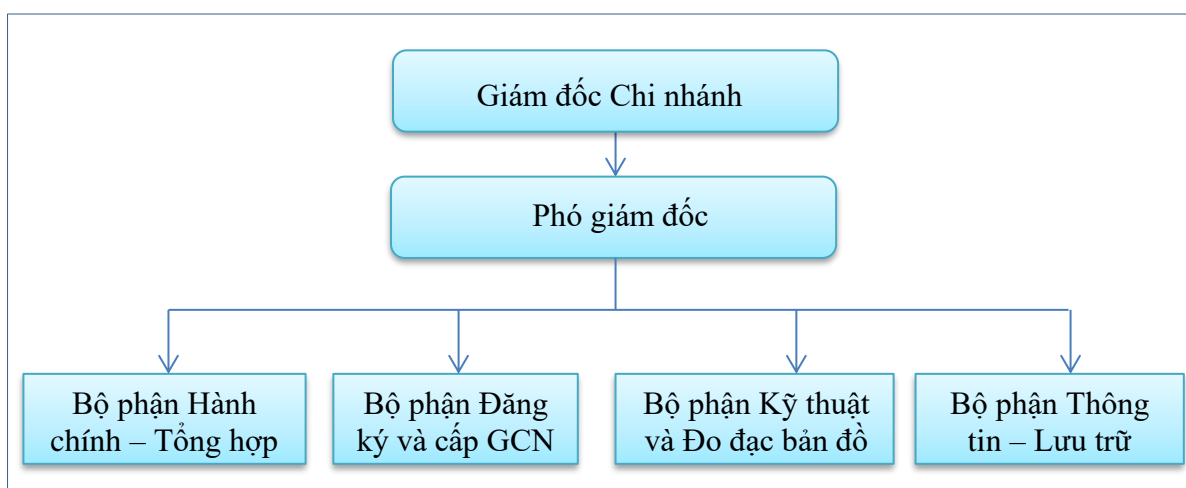 Giám đốc Chi nhánh
Phó giám đốc
Bộ phận Hành
chính – Tổng hợp
Bộ phận Đăng
ký và cấp GCN
Bộ phận Kỹ thuật
và Đo đạc bản đồ
Bộ phận Thông
tin – Lưu trữ